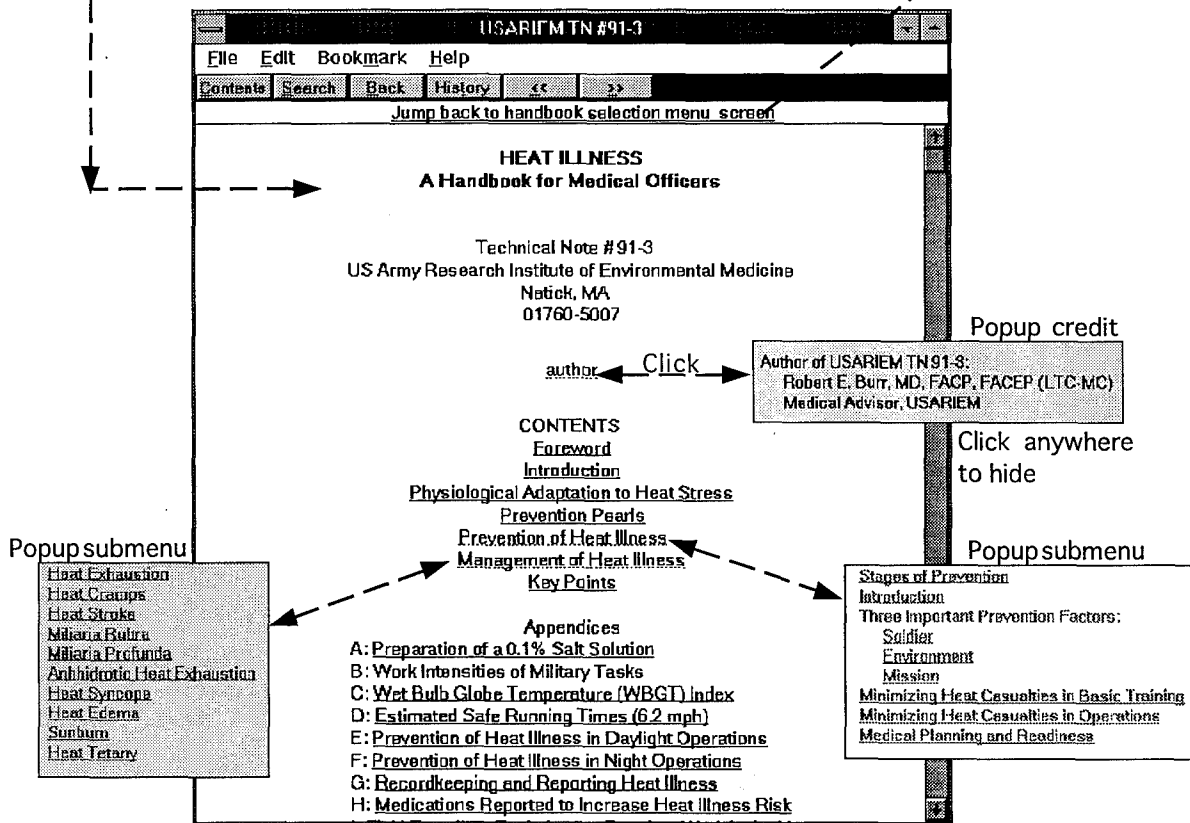 USARIEM TN #91-3
File Edit Bookmark Help
Contents Search Back History << >>
Jump back to handbook selection menu screen
HEAT ILLNESS
A Handbook for Medical Officers
Technical Note #91-3
US Army Research Institute of Environmental Medicine
Natick, MA
01760-5007
author
Click
Popup credit
Author of USARIEM TN 91-3:
Robert E. Burr, MD, FACP, FACEP (LTC-MC)
Medical Advisor, USARIEM
Click anywhere
to hide
CONTENTS
Foreword
Introduction
Physiological Adaptation to Heat Stress
Prevention Pearls
Prevention of Heat Illness
Management of Heat Illness
Key Points
Popup submenu
Heat Exhaustion
Heat Cramps
Heat Stroke
Miliaria Rubra
Miliaria Profunda
Anhhidrotic Heat Exhaustion
Heat Syncope
Heat Edema
Sunburn
Heat Tetany
Popup submenu
Stages of Prevention
Introduction
Three Important Prevention Factors:
Soldier
Environment
Mission
Minimizing Heat Casualties in Basic Training
Minimizing Heat Casualties in Operations
Medical Planning and Readiness
Appendices
A: Preparation of a 0.1% Salt Solution
B: Work Intensities of Military Tasks
C: Wet Bulb Globe Temperature (WBGT) Index
D: Estimated Safe Running Times (6.2 mph)
E: Prevention of Heat Illness in Daylight Operations
F: Prevention of Heat Illness in Night Operations
G: Recordkeeping and Reporting Heat Illness
H: Medications Reported to Increase Heat Illness Risk